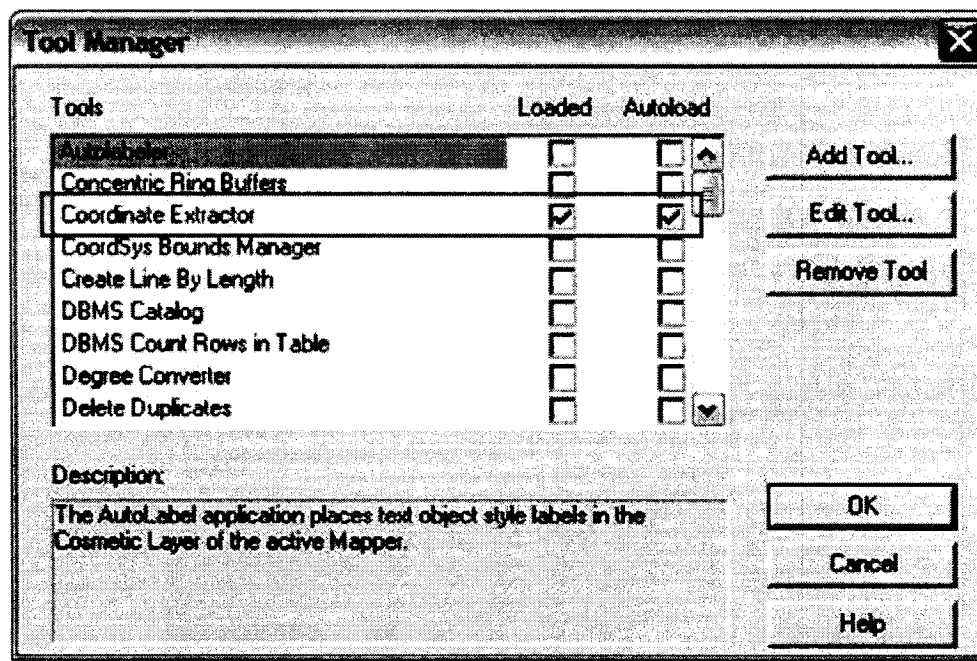 Tool Manager
Tools Loaded Autoload
Autolabeler
Concentric Ring Buffers
Coordinate Extractor
CoordSys Bounds Manager
Create Line By Length
DBMS Catalog
DBMS Count Rows in Table
Degree Converter
Delete Duplicates
Add Tool...
Edit Tool...
Remove Tool
Description:
The AutoLabel application places text object style labels in the
Cosmetic Layer of the active Mapper.
OK
Cancel
Help